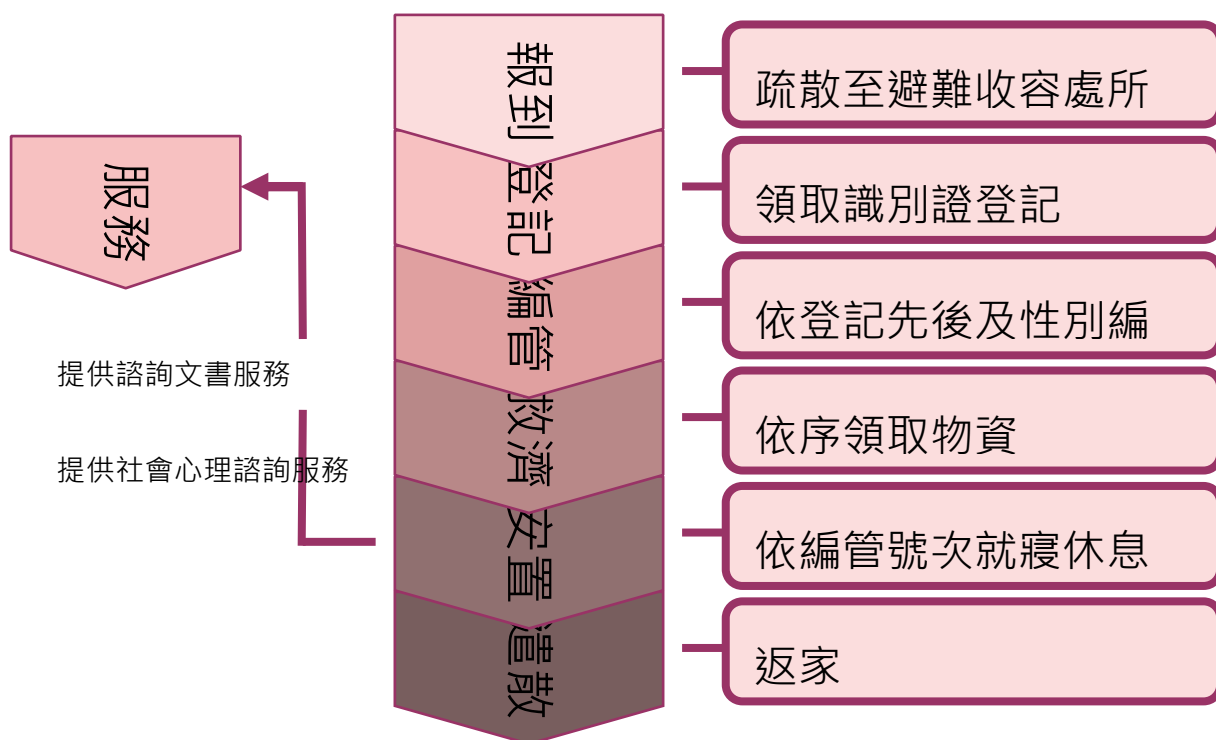 報到
疏散至避難收容處所
服務
登記
領取識別證登記
編管
依登記先後及性別編
提供諮詢文書服務
救濟
依序領取物資
提供社會心理諮詢服務
安置
依編管號次就寢休息
遣散
返家